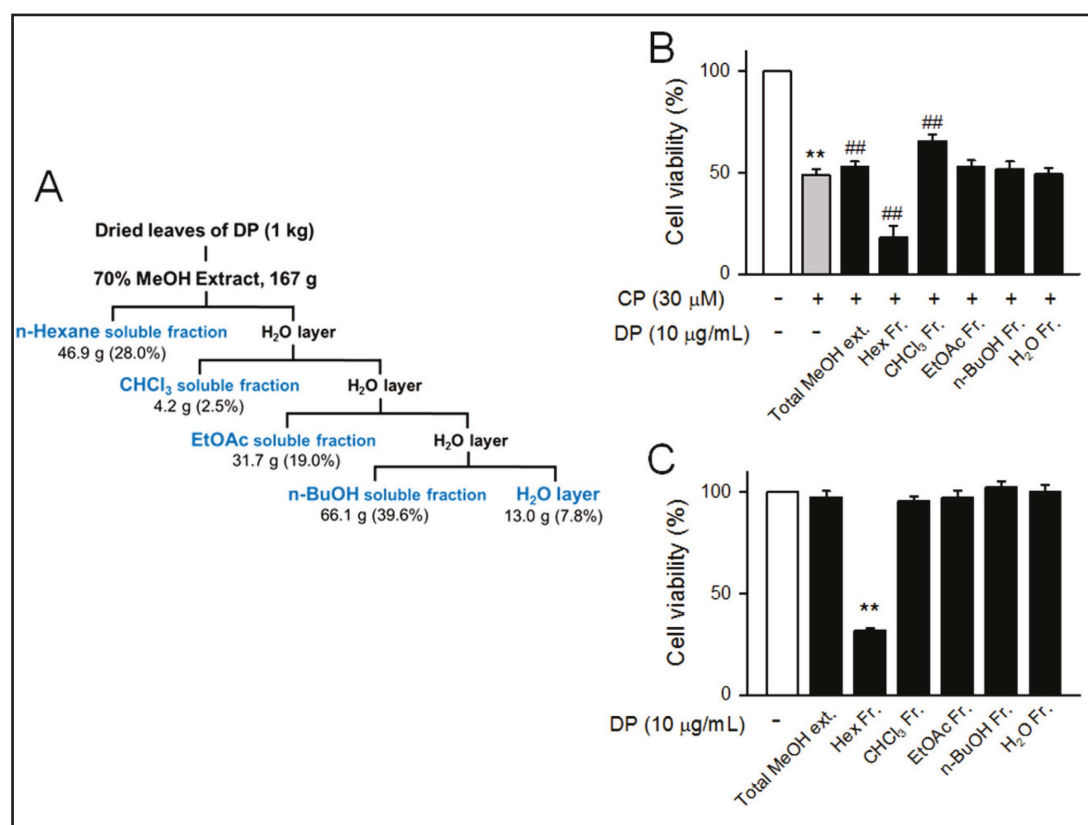 A
Dried leaves of DP (1 kg)
70% MeOH Extract, 167 g
n-Hexane soluble fraction
46.9 g (28.0%)
H₂O layer
CHCl₃ soluble fraction
4.2 g (2.5%)
H₂O layer
EtOAc soluble fraction
31.7 g (19.0%)
H₂O layer
n-BuOH soluble fraction
66.1 g (39.6%)
H₂O layer
13.0 g (7.8%)
B
Cell viability (%)
100
50
0
** ## ## ##
CP (30 μM) - + + + + + + +
DP (10 μg/mL) - -
Total MeOH ext.
Hex Fr.
CHCl₃ Fr.
EtOAc Fr.
n-BuOH Fr.
H₂O Fr.
C
Cell viability (%)
100
50
0
**
DP (10 μg/mL) -
Total MeOH ext.
Hex Fr.
CHCl₃ Fr.
EtOAc Fr.
n-BuOH Fr.
H₂O Fr.